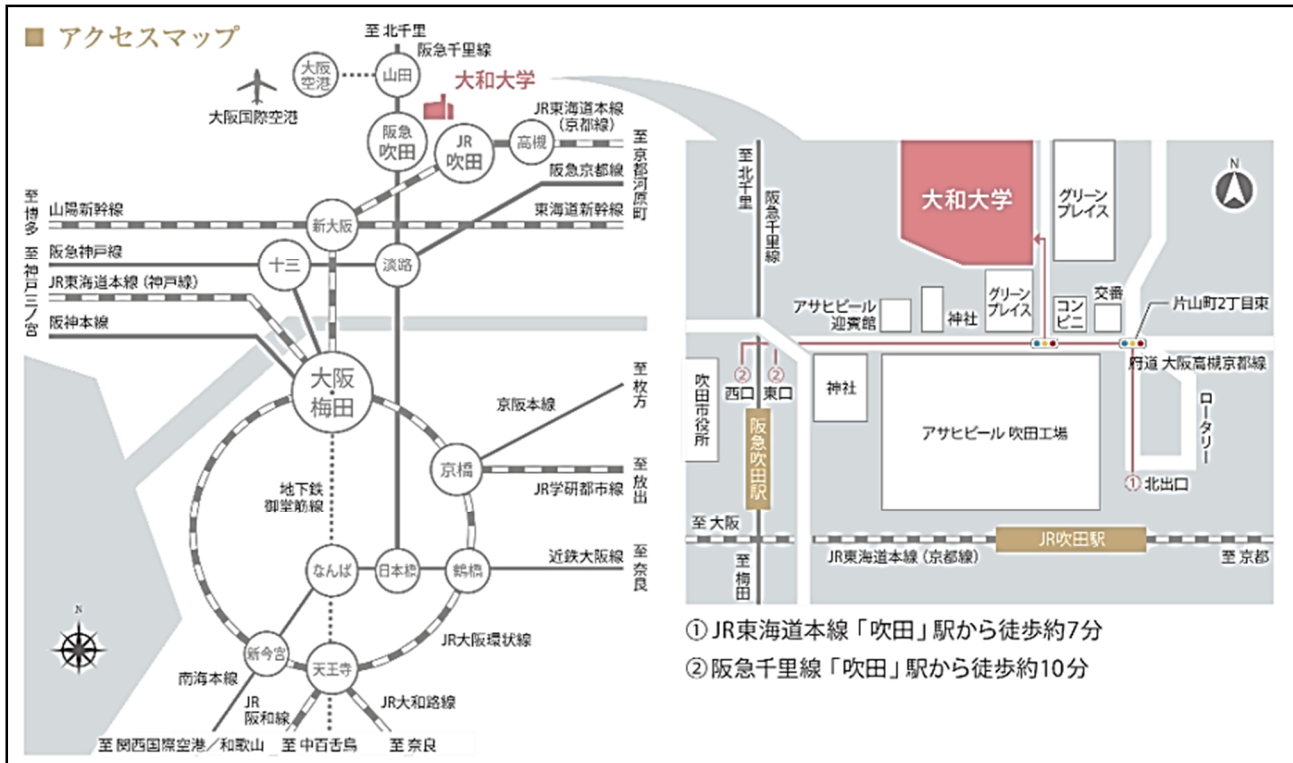 ■ アクセスマップ
至 北千里
阪急千里線
大阪
空港
山田
大和大学
大阪国際空港
JR東海道本線
(京都線)
阪急
吹田
JR
吹田
高槻
至 京都河原町
阪急京都線
至 博多
山陽新幹線
新大阪
東海道新幹線
阪急神戸線
十三
淡路
至 神戸三ノ宮
JR東海道本線(神戸線)
阪神本線
大阪
梅田
至 枚方
京阪本線
京橋
至 放出
JR学研都市線
地下鉄
御堂筋線
近鉄大阪線
至 奈良
なんば
日本橋
鶴橋
N
JR大阪環状線
新今宮
天王寺
南海本線
JR
阪和線
JR大和路線
至 関西国際空港/和歌山
至 中百舌鳥
至 奈良
至 北千里
阪急千里線
大和大学
グリーン
プレイス
N
アサヒビール
迎賓館
神社
グリーン
プレイス
コン
ビニ
交番
片山町2丁目東
府道 大阪高槻京都線
吹田市役所
②
西口
②
東口
神社
アサヒビール 吹田工場
ロータリー
阪急吹田駅
① 北出口
至 大阪
JR東海道本線(京都線)
JR吹田駅
至 京都
至 梅田
① JR東海道本線「吹田」駅から徒歩約7分
② 阪急千里線「吹田」駅から徒歩約10分